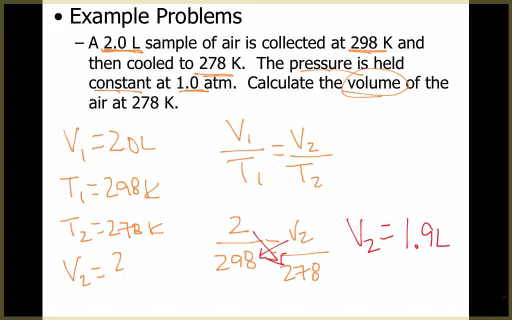 • Example Problems
– A 2.0 L sample of air is collected at 298 K and
then cooled to 278 K. The pressure is held
constant at 1.0 atm. Calculate the volume of the
air at 278 K.
V₁=2.0L
V₁/T₁=V₂/T₂
T₁=298K
T₂=278K
V₂=?
2/298=V₂/278
V₂=1.9L